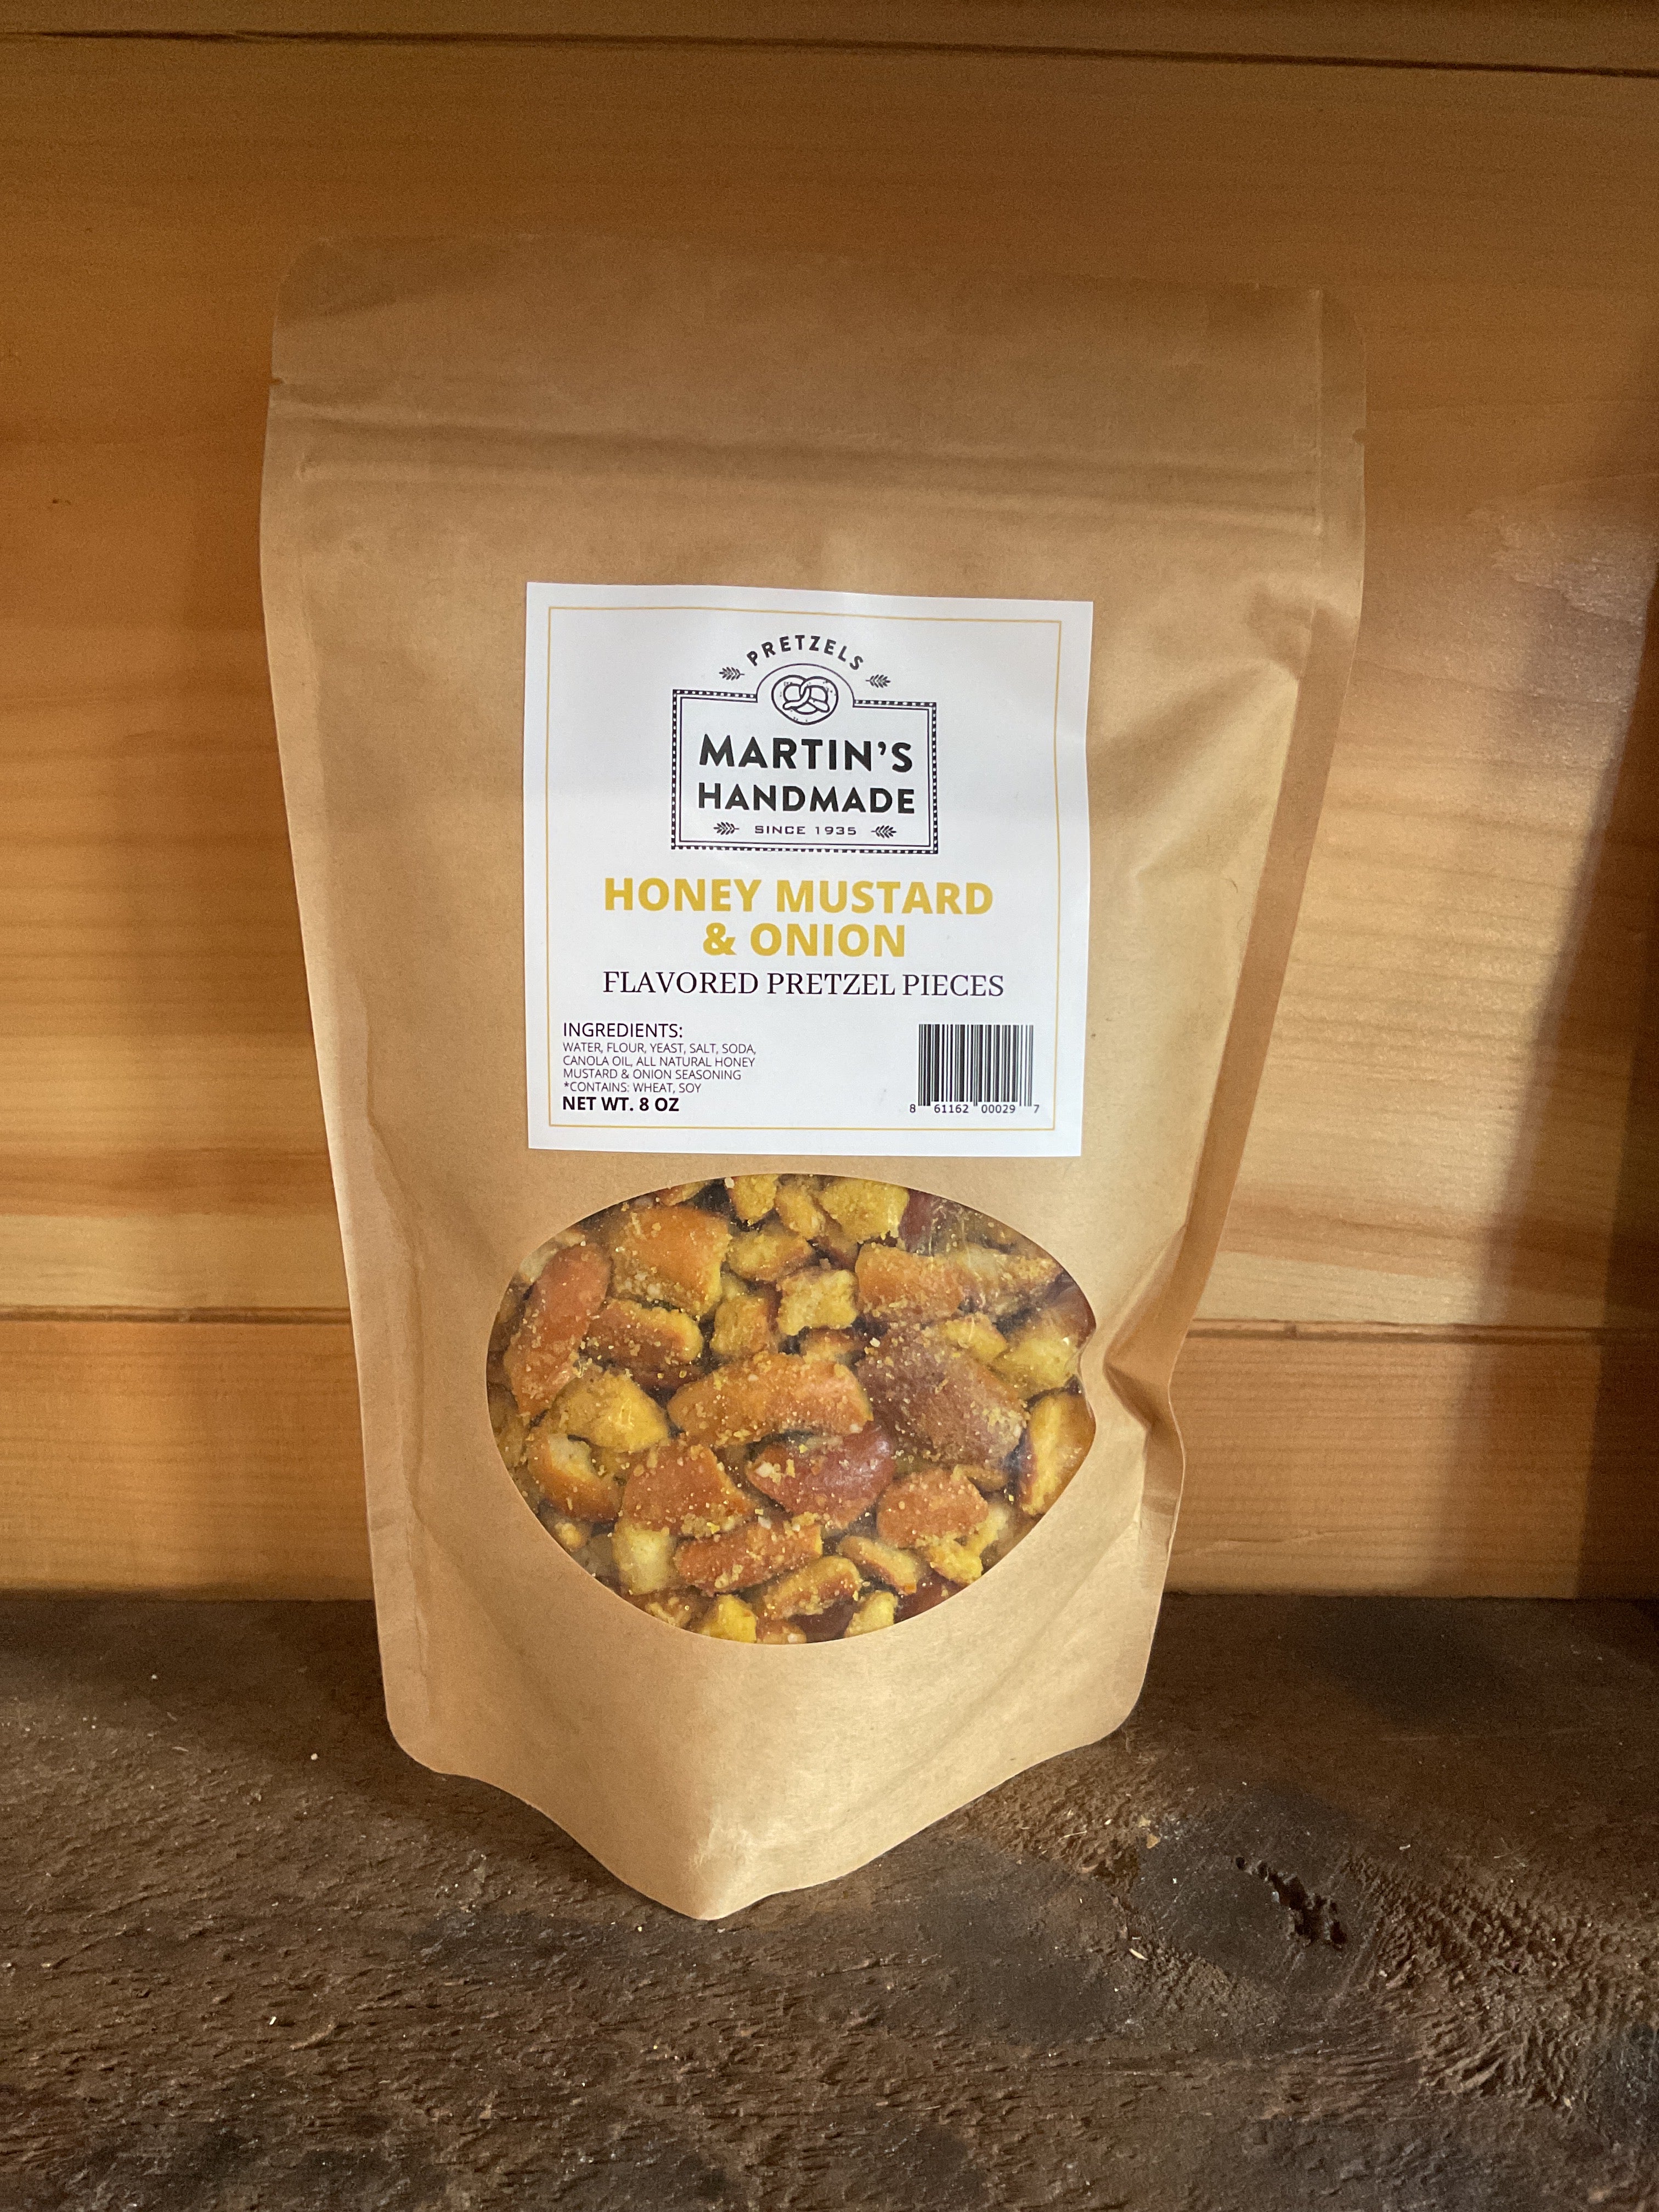 PRETZELS
MARTIN'S
HANDMADE
SINCE 1935
HONEY MUSTARD
& ONION
FLAVORED PRETZEL PIECES
INGREDIENTS:
WATER, FLOUR, YEAST, SALT, SODA,
CANOLA OIL, ALL NATURAL HONEY
MUSTARD & ONION SEASONING
*CONTAINS: WHEAT, SOY
NET WT. 8 OZ
8 61162 00029 7